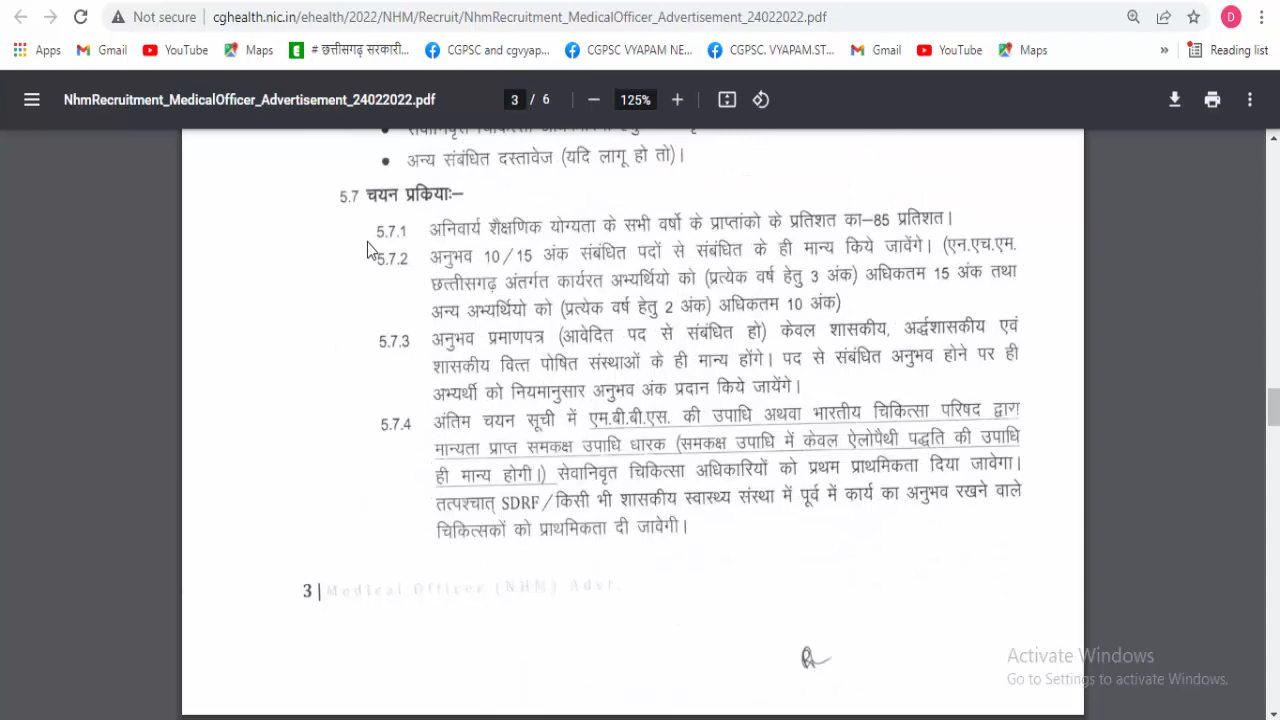 Not secure | cghealth.nic.in/ehealth/2022/NHM/Recruit/NhmRecruitment_MedicalOfficer_Advertisement_24022022.pdf D
Apps Gmail YouTube Maps # छत्तीसगढ़ सरकारी... CGPSC and cgvyap... CGPSC VYAPAM NE... CGPSC. VYAPAM.ST... Gmail YouTube Maps » Reading list
NhmRecruitment_MedicalOfficer_Advertisement_24022022.pdf 3 / 6 — 125% +
• अन्य संबंधित दस्तावेज (यदि लागू हो तो)।
5.7 चयन प्रकियाः–
5.7.1 अनिवार्य शैक्षणिक योग्यता के सभी वर्षो के प्राप्तांको के प्रतिशत का–85 प्रतिशत।
5.7.2 अनुभव 10/15 अंक संबंधित पदों से संबंधित के ही मान्य किये जावेंगे। (एन.एच.एम.
छत्तीसगढ़ अंतर्गत कार्यरत अभ्यर्थियो को (प्रत्येक वर्ष हेतु 3 अंक) अधिकतम 15 अंक तथा
अन्य अभ्यर्थियो को (प्रत्येक वर्ष हेतु 2 अंक) अधिकतम 10 अंक)
5.7.3 अनुभव प्रमाणपत्र (आवेदित पद से संबंधित हो) केवल शासकीय, अर्द्धशासकीय एवं
शासकीय वित्त पोषित संस्थाओं के ही मान्य होंगे। पद से संबंधित अनुभव होने पर ही
अभ्यर्थी को नियमानुसार अनुभव अंक प्रदान किये जायेंगे।
5.7.4 अंतिम चयन सूची में एम.बी.बी.एस. की उपाधि अथवा भारतीय चिकित्सा परिषद द्वारा
मान्यता प्राप्त समकक्ष उपाधि धारक (समकक्ष उपाधि में केवल ऐलोपैथी पद्धति की उपाधि
ही मान्य होगी।) सेवानिवृत चिकित्सा अधिकारियों को प्रथम प्राथमिकता दिया जावेगा।
तत्पश्चात् SDRF/किसी भी शासकीय स्वास्थ्य संस्था में पूर्व में कार्य का अनुभव रखने वाले
चिकित्सकों को प्राथमिकता दी जावेगी।
3| Medical Officer (NHM) Advt.
Activate Windows
Go to Settings to activate Windows.